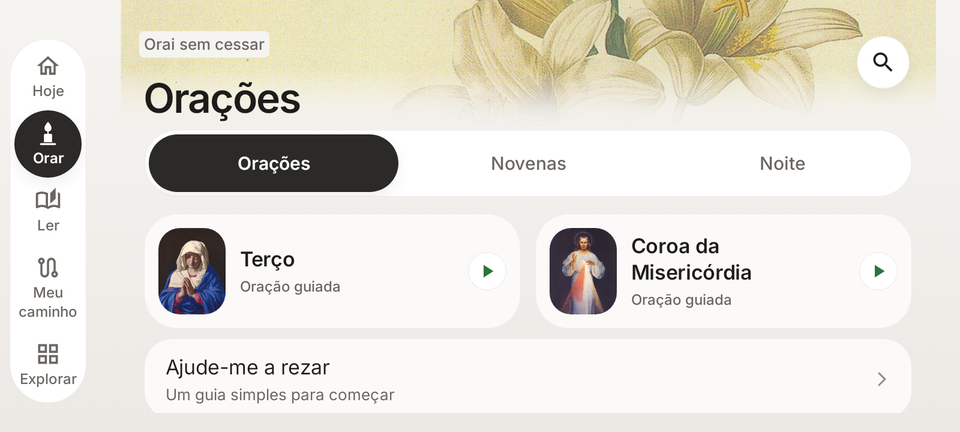 Orai sem cessar
Orações
Hoje
Orar
Ler
Meu
caminho
Explorar
Orações
Novenas
Noite
Terço
Oração guiada
Coroa da
Misericórdia
Oração guiada
Ajude-me a rezar
Um guia simples para começar